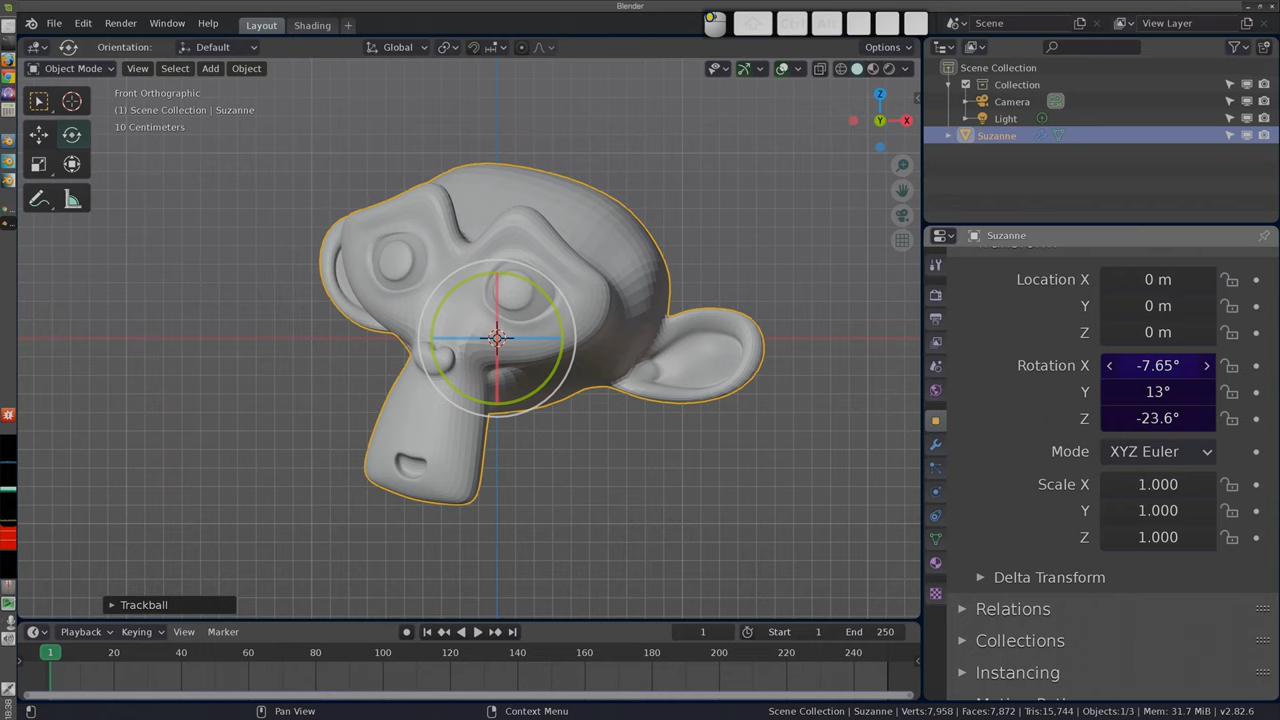 Blender
File Edit Render Window Help Layout Shading + Ctrl Alt Scene View Layer
Orientation: Default Global Options
Object Mode View Select Add Object
Front Orthographic
(1) Scene Collection | Suzanne
10 Centimeters
Z
X
Y
Trackball
Scene Collection
Collection
Camera
Light
Suzanne
Suzanne
Location X 0 m
Y 0 m
Z 0 m
Rotation X -7.65°
Y 13°
Z -23.6°
Mode XYZ Euler
Scale X 1.000
Y 1.000
Z 1.000
Delta Transform
Relations
Collections
Instancing
Playback Keying View Marker 1 Start 1 End 250
1 20 40 60 80 100 120 140 160 180 200 220 240
18:38
Pan View Context Menu Scene Collection | Suzanne | Verts:7,958 | Faces:7,872 | Tris:15,744 | Objects:1/3 | Mem: 31.7 MiB | v2.82.6